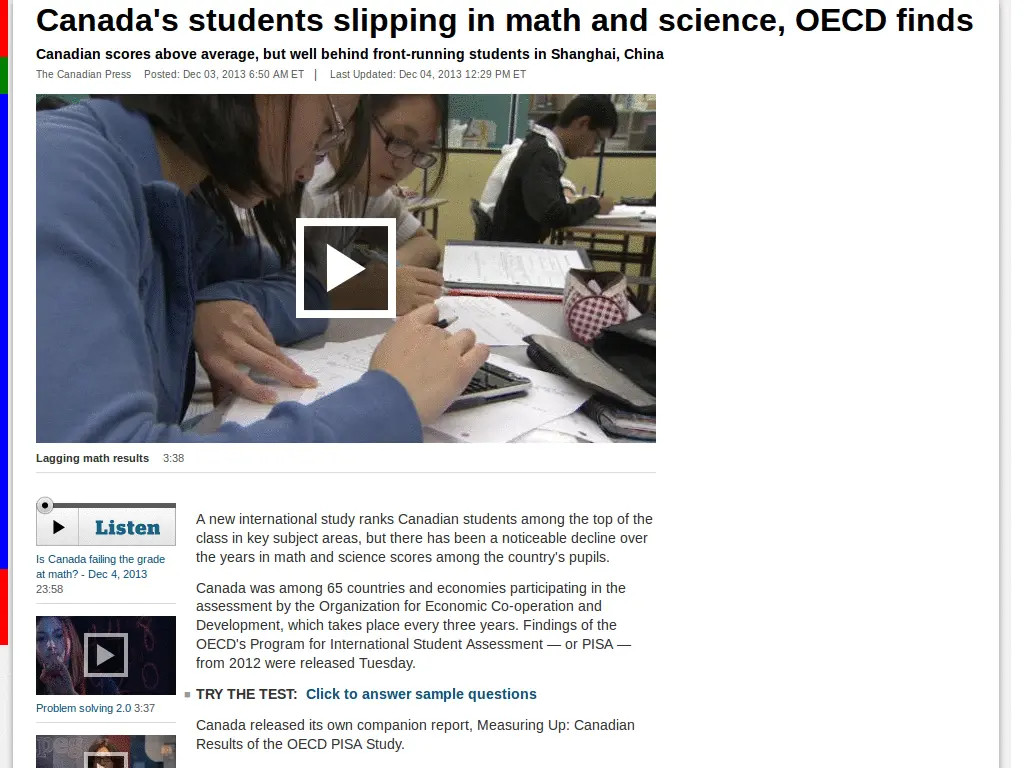 Canada's students slipping in math and science, OECD finds
Canadian scores above average, but well behind front-running students in Shanghai, China
The Canadian Press Posted: Dec 03, 2013 6:50 AM ET | Last Updated: Dec 04, 2013 12:29 PM ET
Lagging math results 3:38
Listen
Is Canada failing the grade
at math? - Dec 4, 2013
23:58
Problem solving 2.0 3:37
A new international study ranks Canadian students among the top of the
class in key subject areas, but there has been a noticeable decline over
the years in math and science scores among the country's pupils.
Canada was among 65 countries and economies participating in the
assessment by the Organization for Economic Co-operation and
Development, which takes place every three years. Findings of the
OECD's Program for International Student Assessment — or PISA —
from 2012 were released Tuesday.
TRY THE TEST: Click to answer sample questions
Canada released its own companion report, Measuring Up: Canadian
Results of the OECD PISA Study.